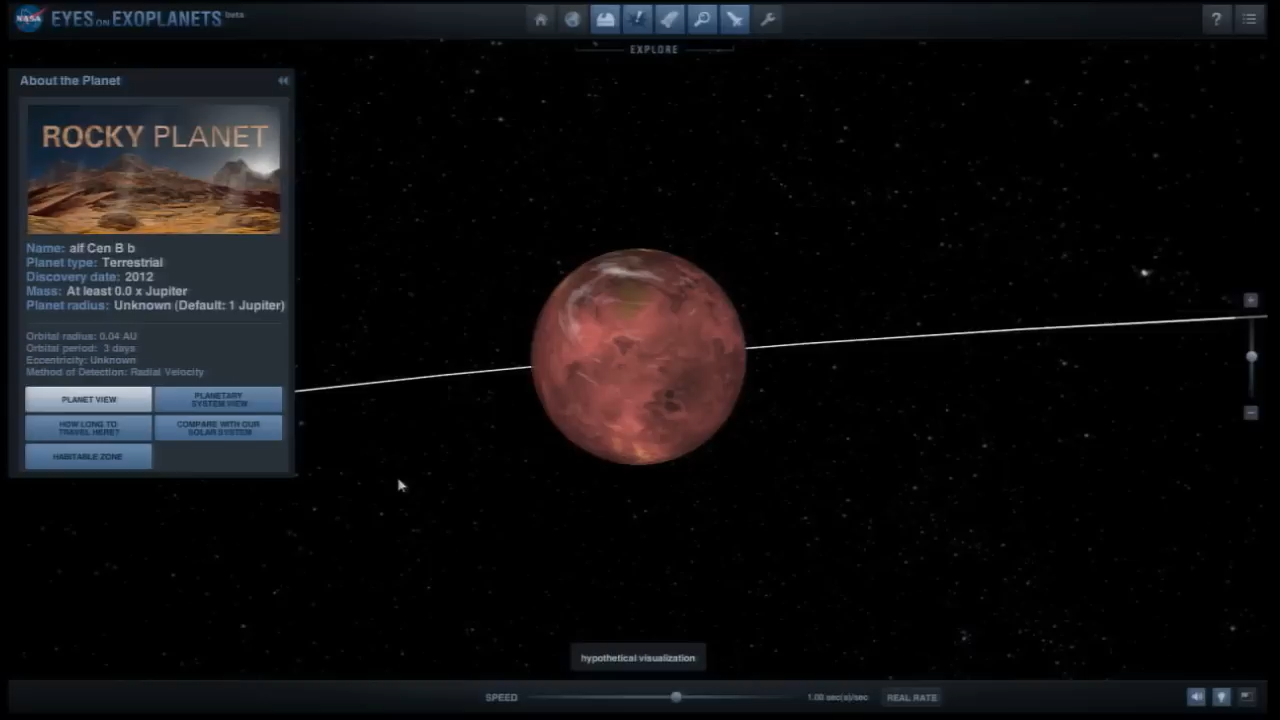 NASA
EYES ON EXOPLANETS beta
?
EXPLORE
About the Planet
ROCKY PLANET
Name: alf Cen B b
Planet type: Terrestrial
Discovery date: 2012
Mass: At least 0.0 x Jupiter
Planet radius: Unknown (Default: 1 Jupiter)
Orbital radius: 0.04 AU
Orbital period: 3 days
Eccentricity: Unknown
Method of Detection: Radial Velocity
PLANET VIEW
PLANETARY
SYSTEM VIEW
HOW LONG TO
TRAVEL HERE?
COMPARE WITH OUR
SOLAR SYSTEM
HABITABLE ZONE
hypothetical visualization
SPEED
1.00 sec(s)/sec
REAL RATE